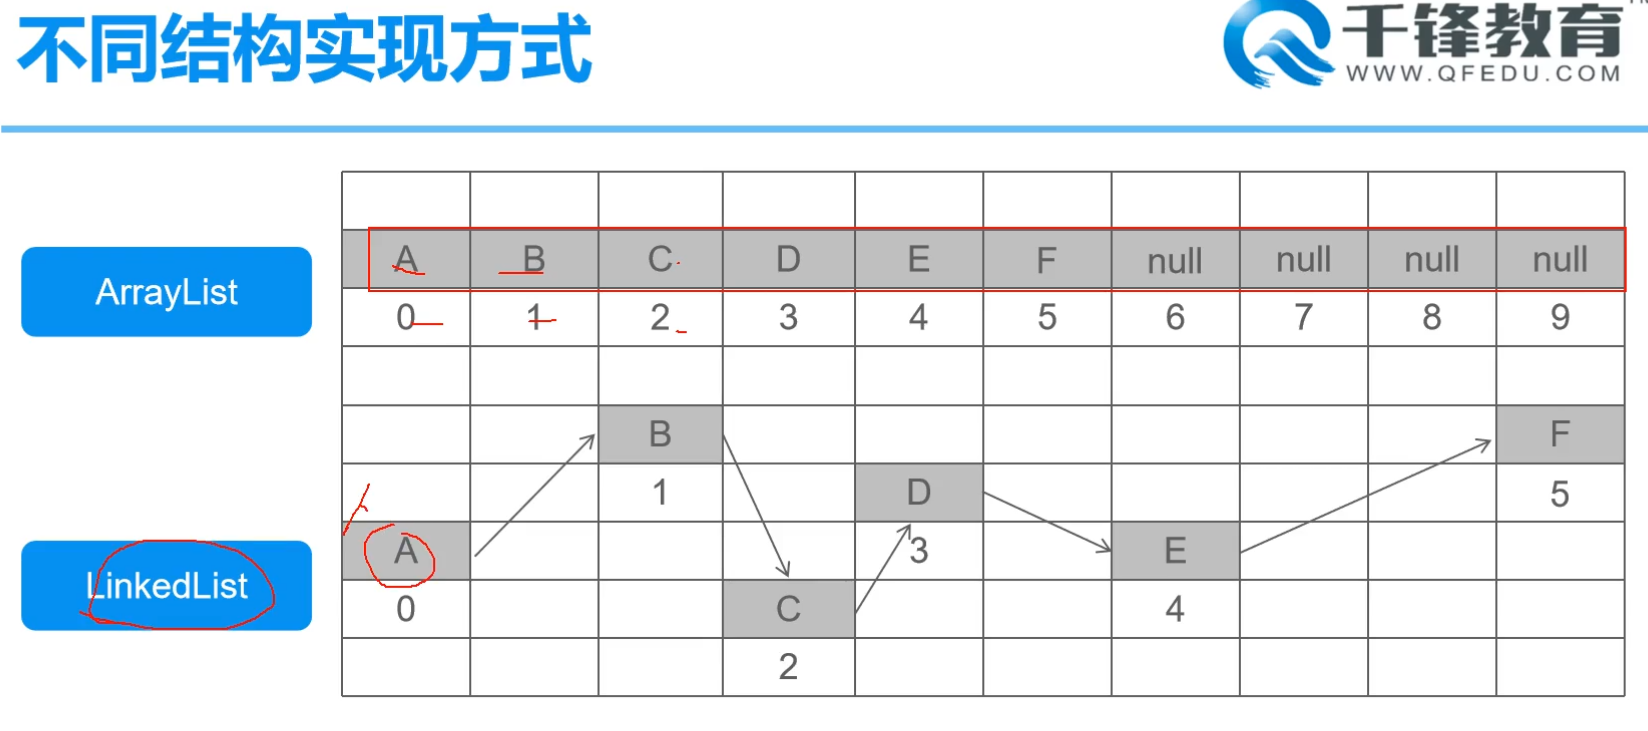 不同结构实现方式
千锋教育
WWW.QFEDU.COM
ArrayList
A B C D E F null null null null
0 1 2 3 4 5 6 7 8 9
B F
1 D 5
LinkedList
A 3 E
0 C 4
2